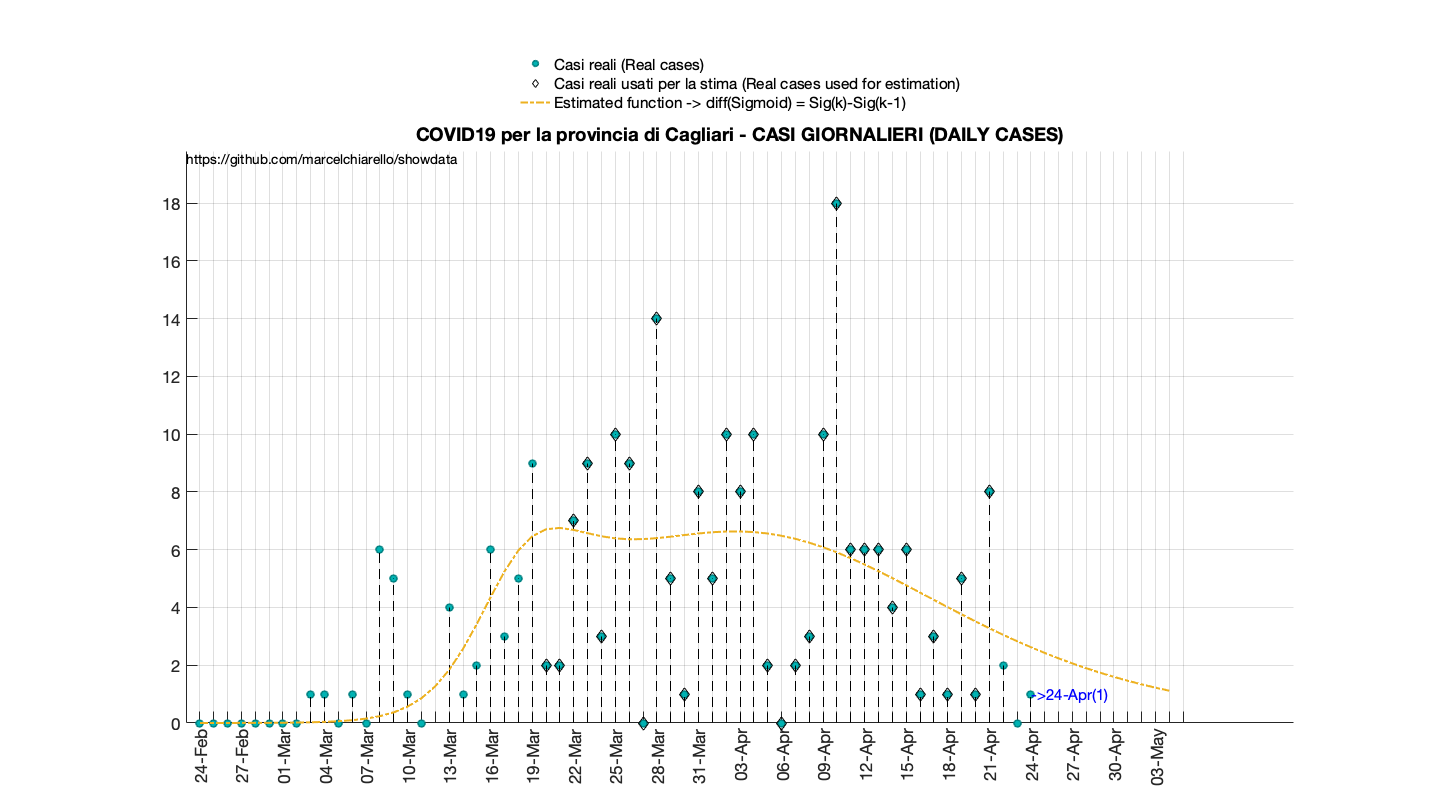 Casi reali (Real cases)
Casi reali usati per la stima (Real cases used for estimation)
Estimated function -> diff(Sigmoid) = Sig(k)-Sig(k-1)
COVID19 per la provincia di Cagliari - CASI GIORNALIERI (DAILY CASES)
https://github.com/marcelchiarello/showdata
18
16
14
12
10
8
6
4
2
0
->24-Apr(1)
24-Feb
27-Feb
01-Mar
04-Mar
07-Mar
10-Mar
13-Mar
16-Mar
19-Mar
22-Mar
25-Mar
28-Mar
31-Mar
03-Apr
06-Apr
09-Apr
12-Apr
15-Apr
18-Apr
21-Apr
24-Apr
27-Apr
30-Apr
03-May